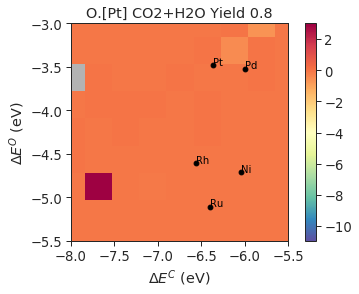 O.[Pt] CO2+H2O Yield 0.8
−3.0
−3.5
−4.0
−4.5
−5.0
−5.5
ΔE^O (eV)
Pt
Pd
Rh
Ni
Ru
−8.0 −7.5 −7.0 −6.5 −6.0 −5.5
ΔE^C (eV)
2
0
−2
−4
−6
−8
−10